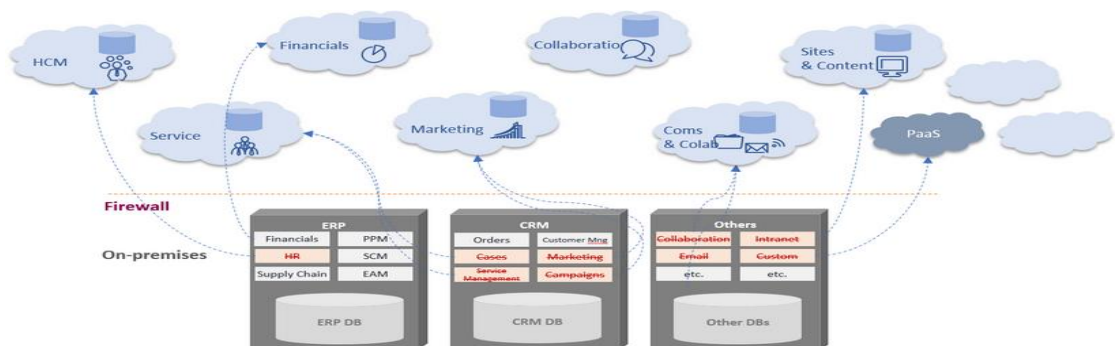 HCM
Financials
Collaboratio
Sites
& Content
Service
Marketing
Coms
& Colab
PaaS
Firewall
On-premises
ERP
Financials
PPM
HR
SCM
Supply Chain
EAM
ERP DB
CRM
Orders
Customer Mng
Cases
Marketing
Service
Management
Campaigns
CRM DB
Others
Collaboration
Intranet
Email
Custom
etc.
etc.
Other DBs